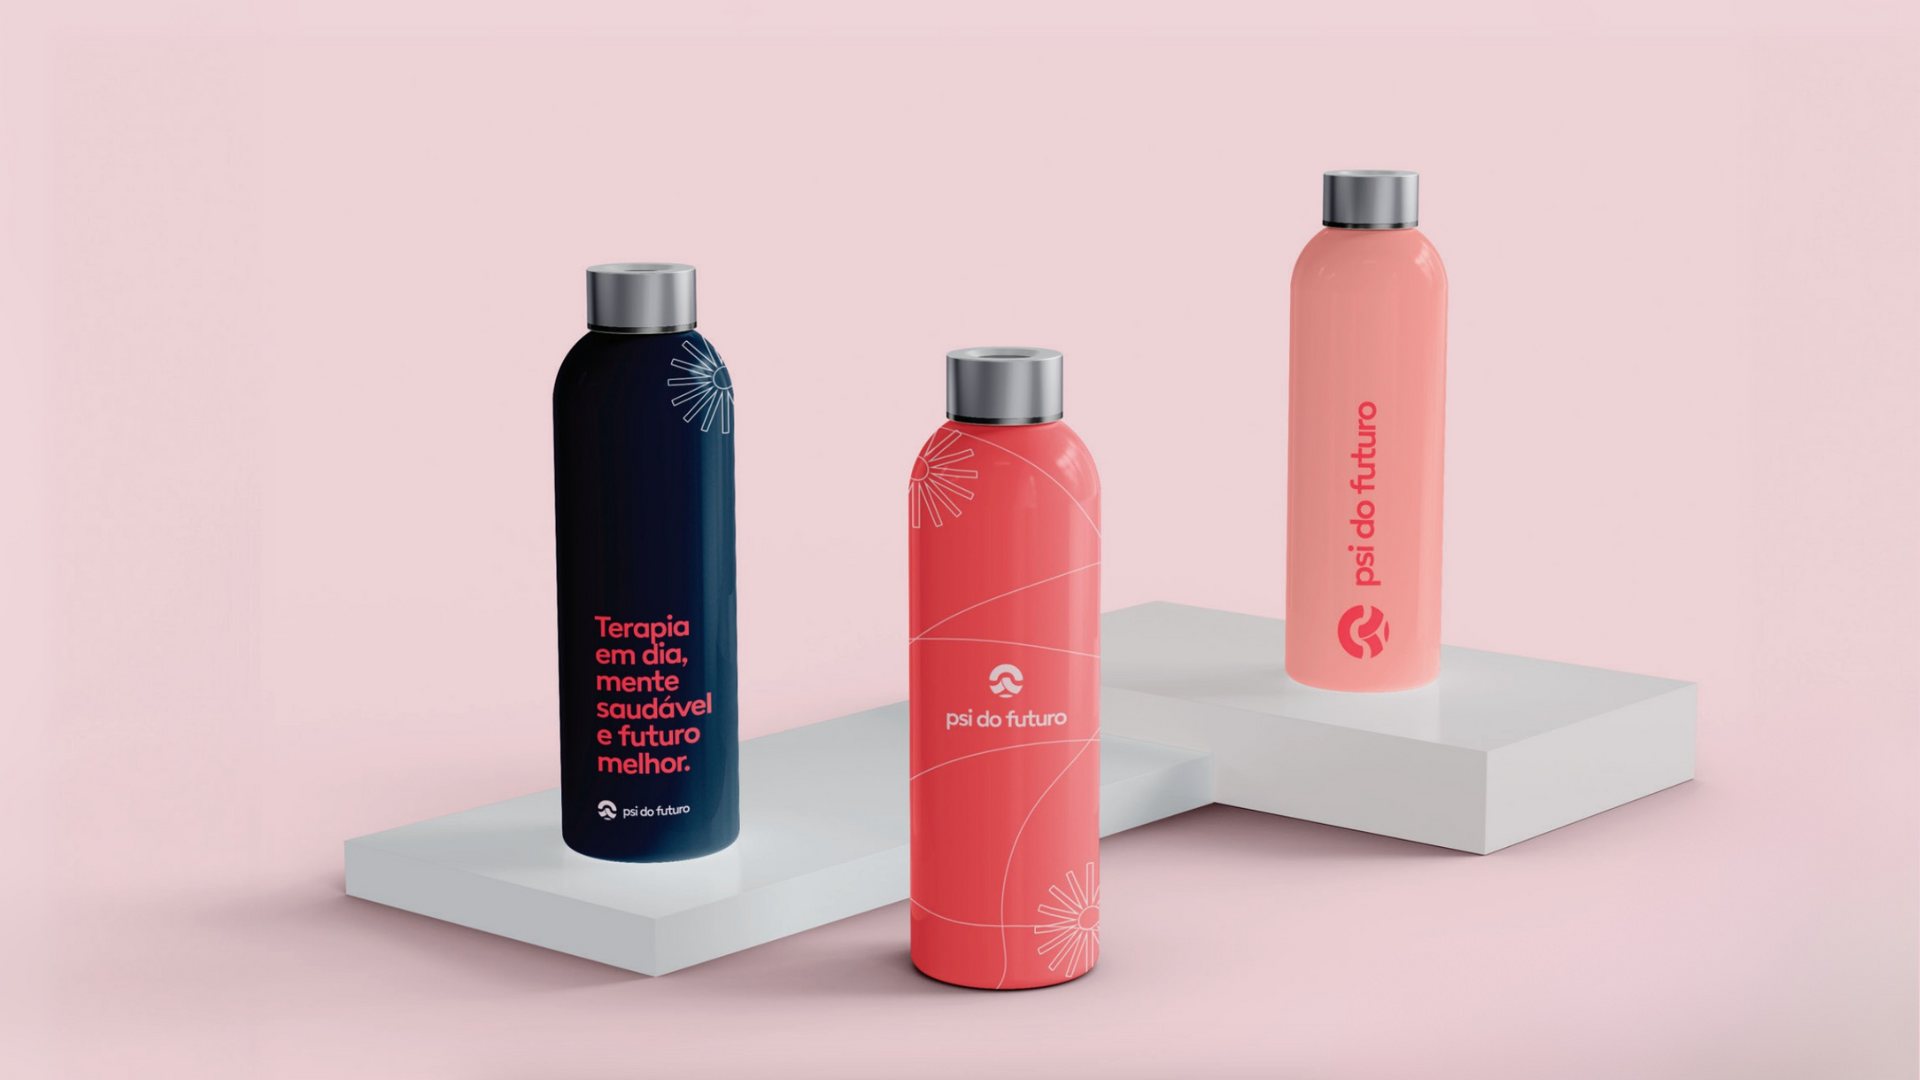 Terapia
em dia,
mente
saudável
e futuro
melhor.
psi do futuro
psi do futuro
psi do futuro